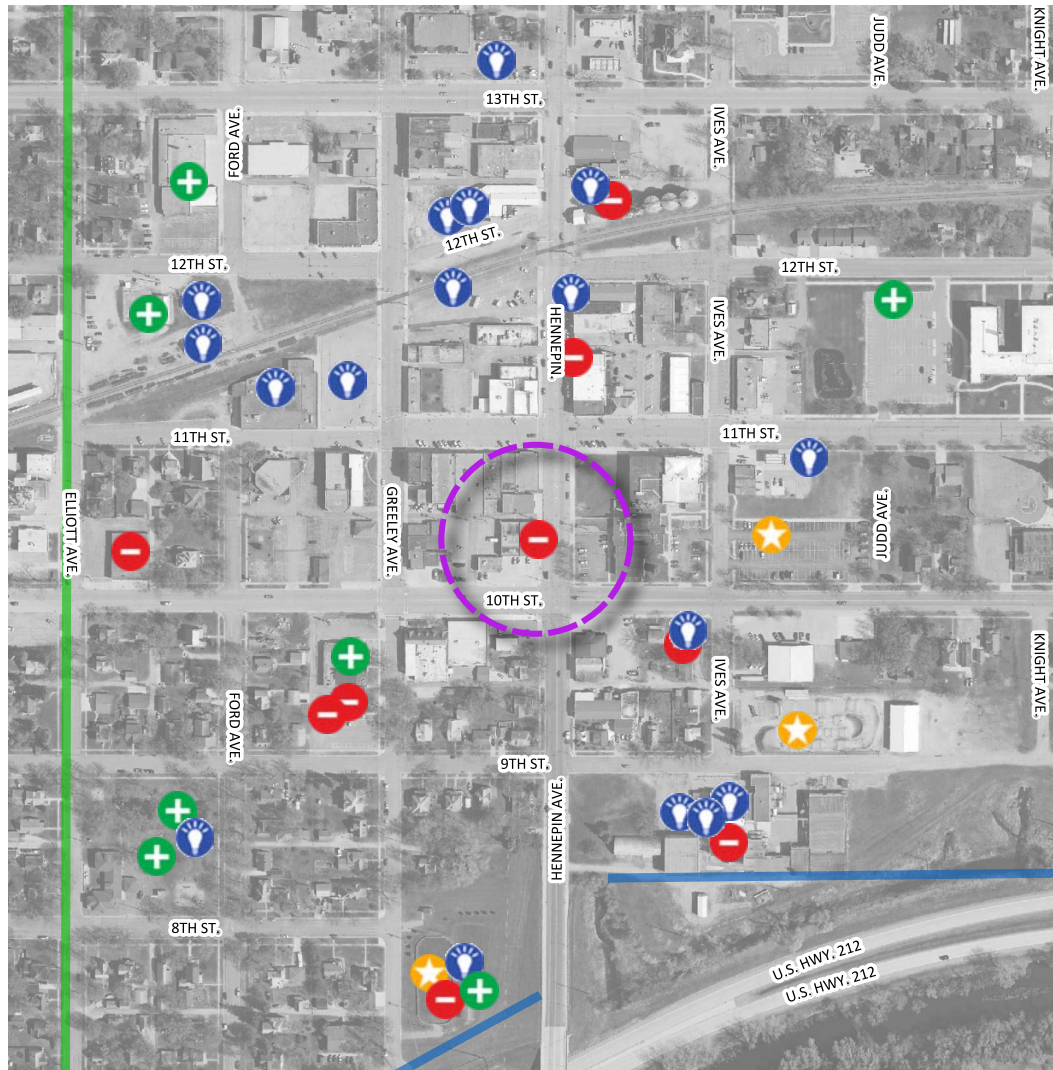 KNIGHT AVE.
JUDD AVE.
13TH ST.
FORD AVE.
IVES AVE.
12TH ST.
12TH ST.
12TH ST.
HENNEPIN
IVES AVE.
11TH ST.
11TH ST.
ELLIOTT AVE.
GREELEY AVE.
JUDD AVE.
10TH ST.
FORD AVE.
IVES AVE.
KNIGHT AVE.
9TH ST.
HENNEPIN AVE.
8TH ST.
U.S. HWY. 212
U.S. HWY. 212